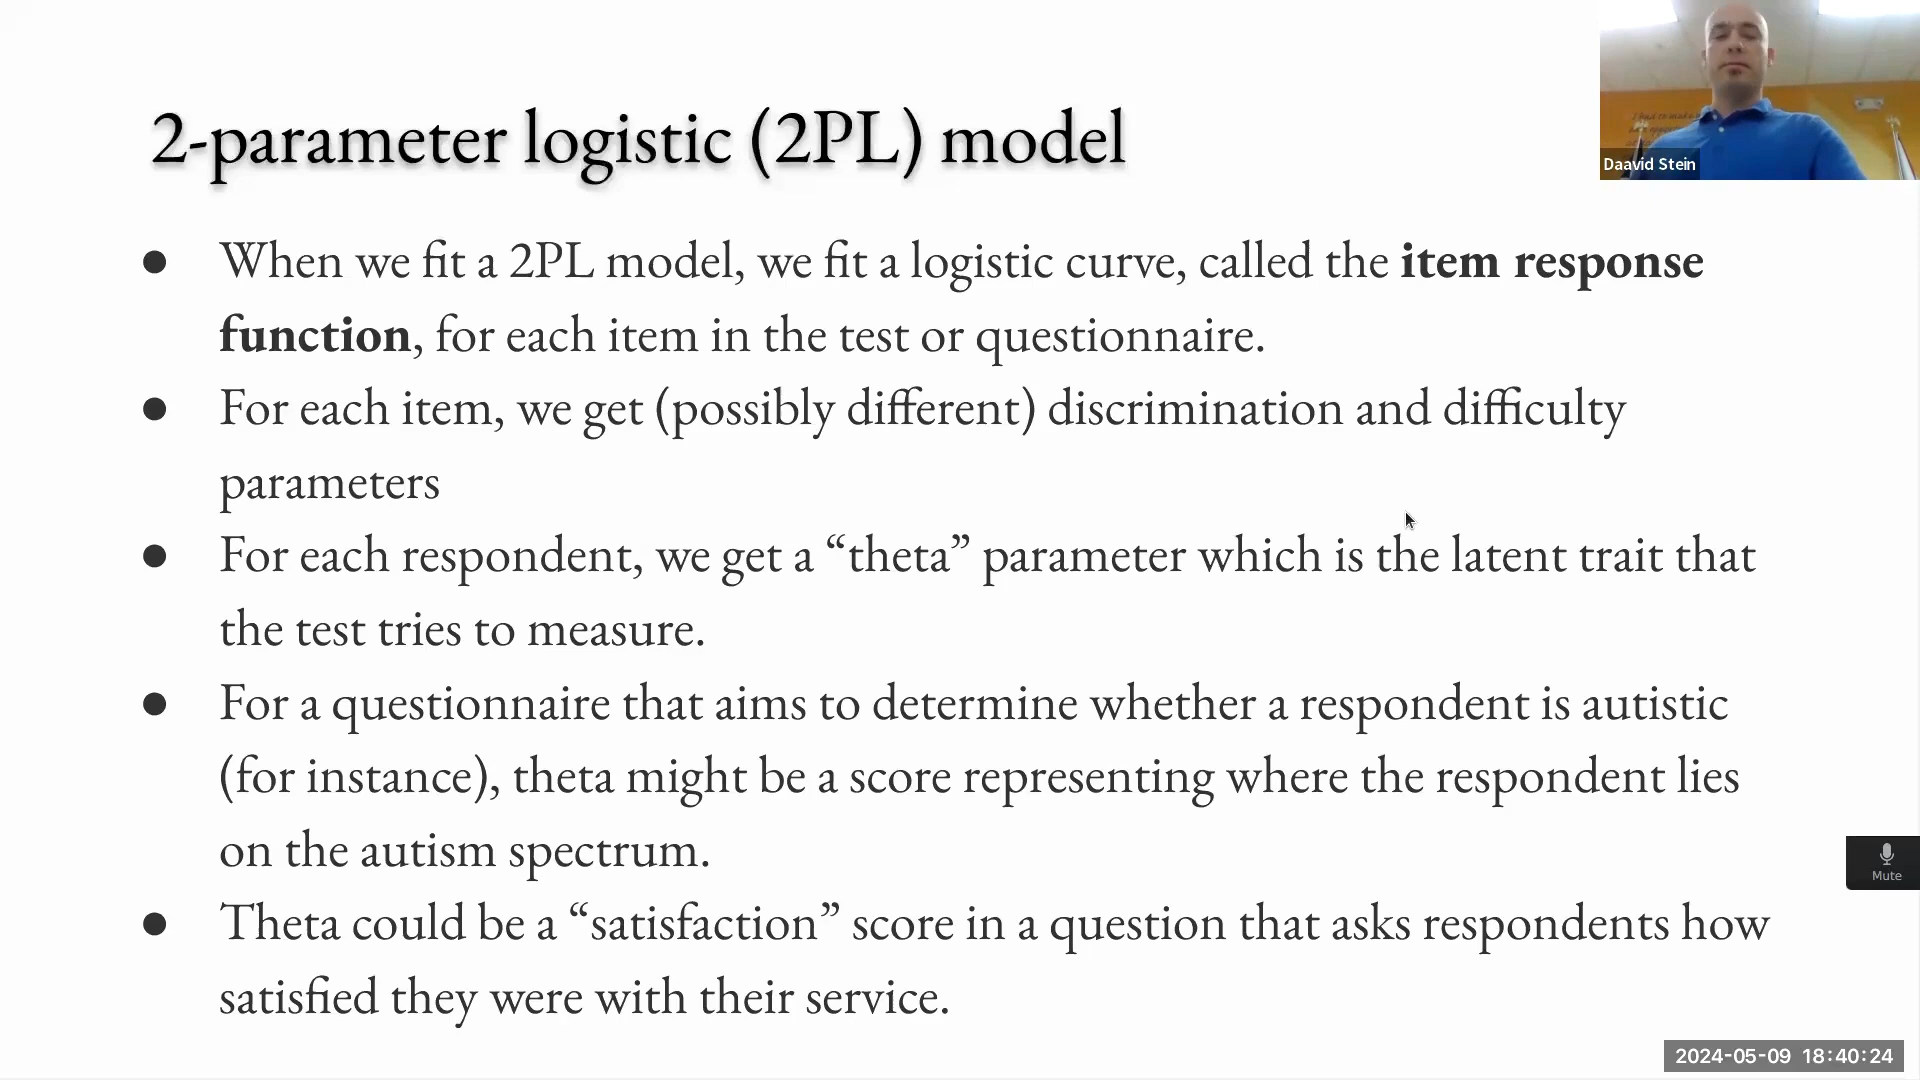 2-parameter logistic (2PL) model
● When we fit a 2PL model, we fit a logistic curve, called the item response
function, for each item in the test or questionnaire.
● For each item, we get (possibly different) discrimination and difficulty
parameters
● For each respondent, we get a “theta” parameter which is the latent trait that
the test tries to measure.
● For a questionnaire that aims to determine whether a respondent is autistic
(for instance), theta might be a score representing where the respondent lies
on the autism spectrum.
● Theta could be a “satisfaction” score in a question that asks respondents how
satisfied they were with their service.
Daavid Stein
Mute
2024-05-09 18:40:24